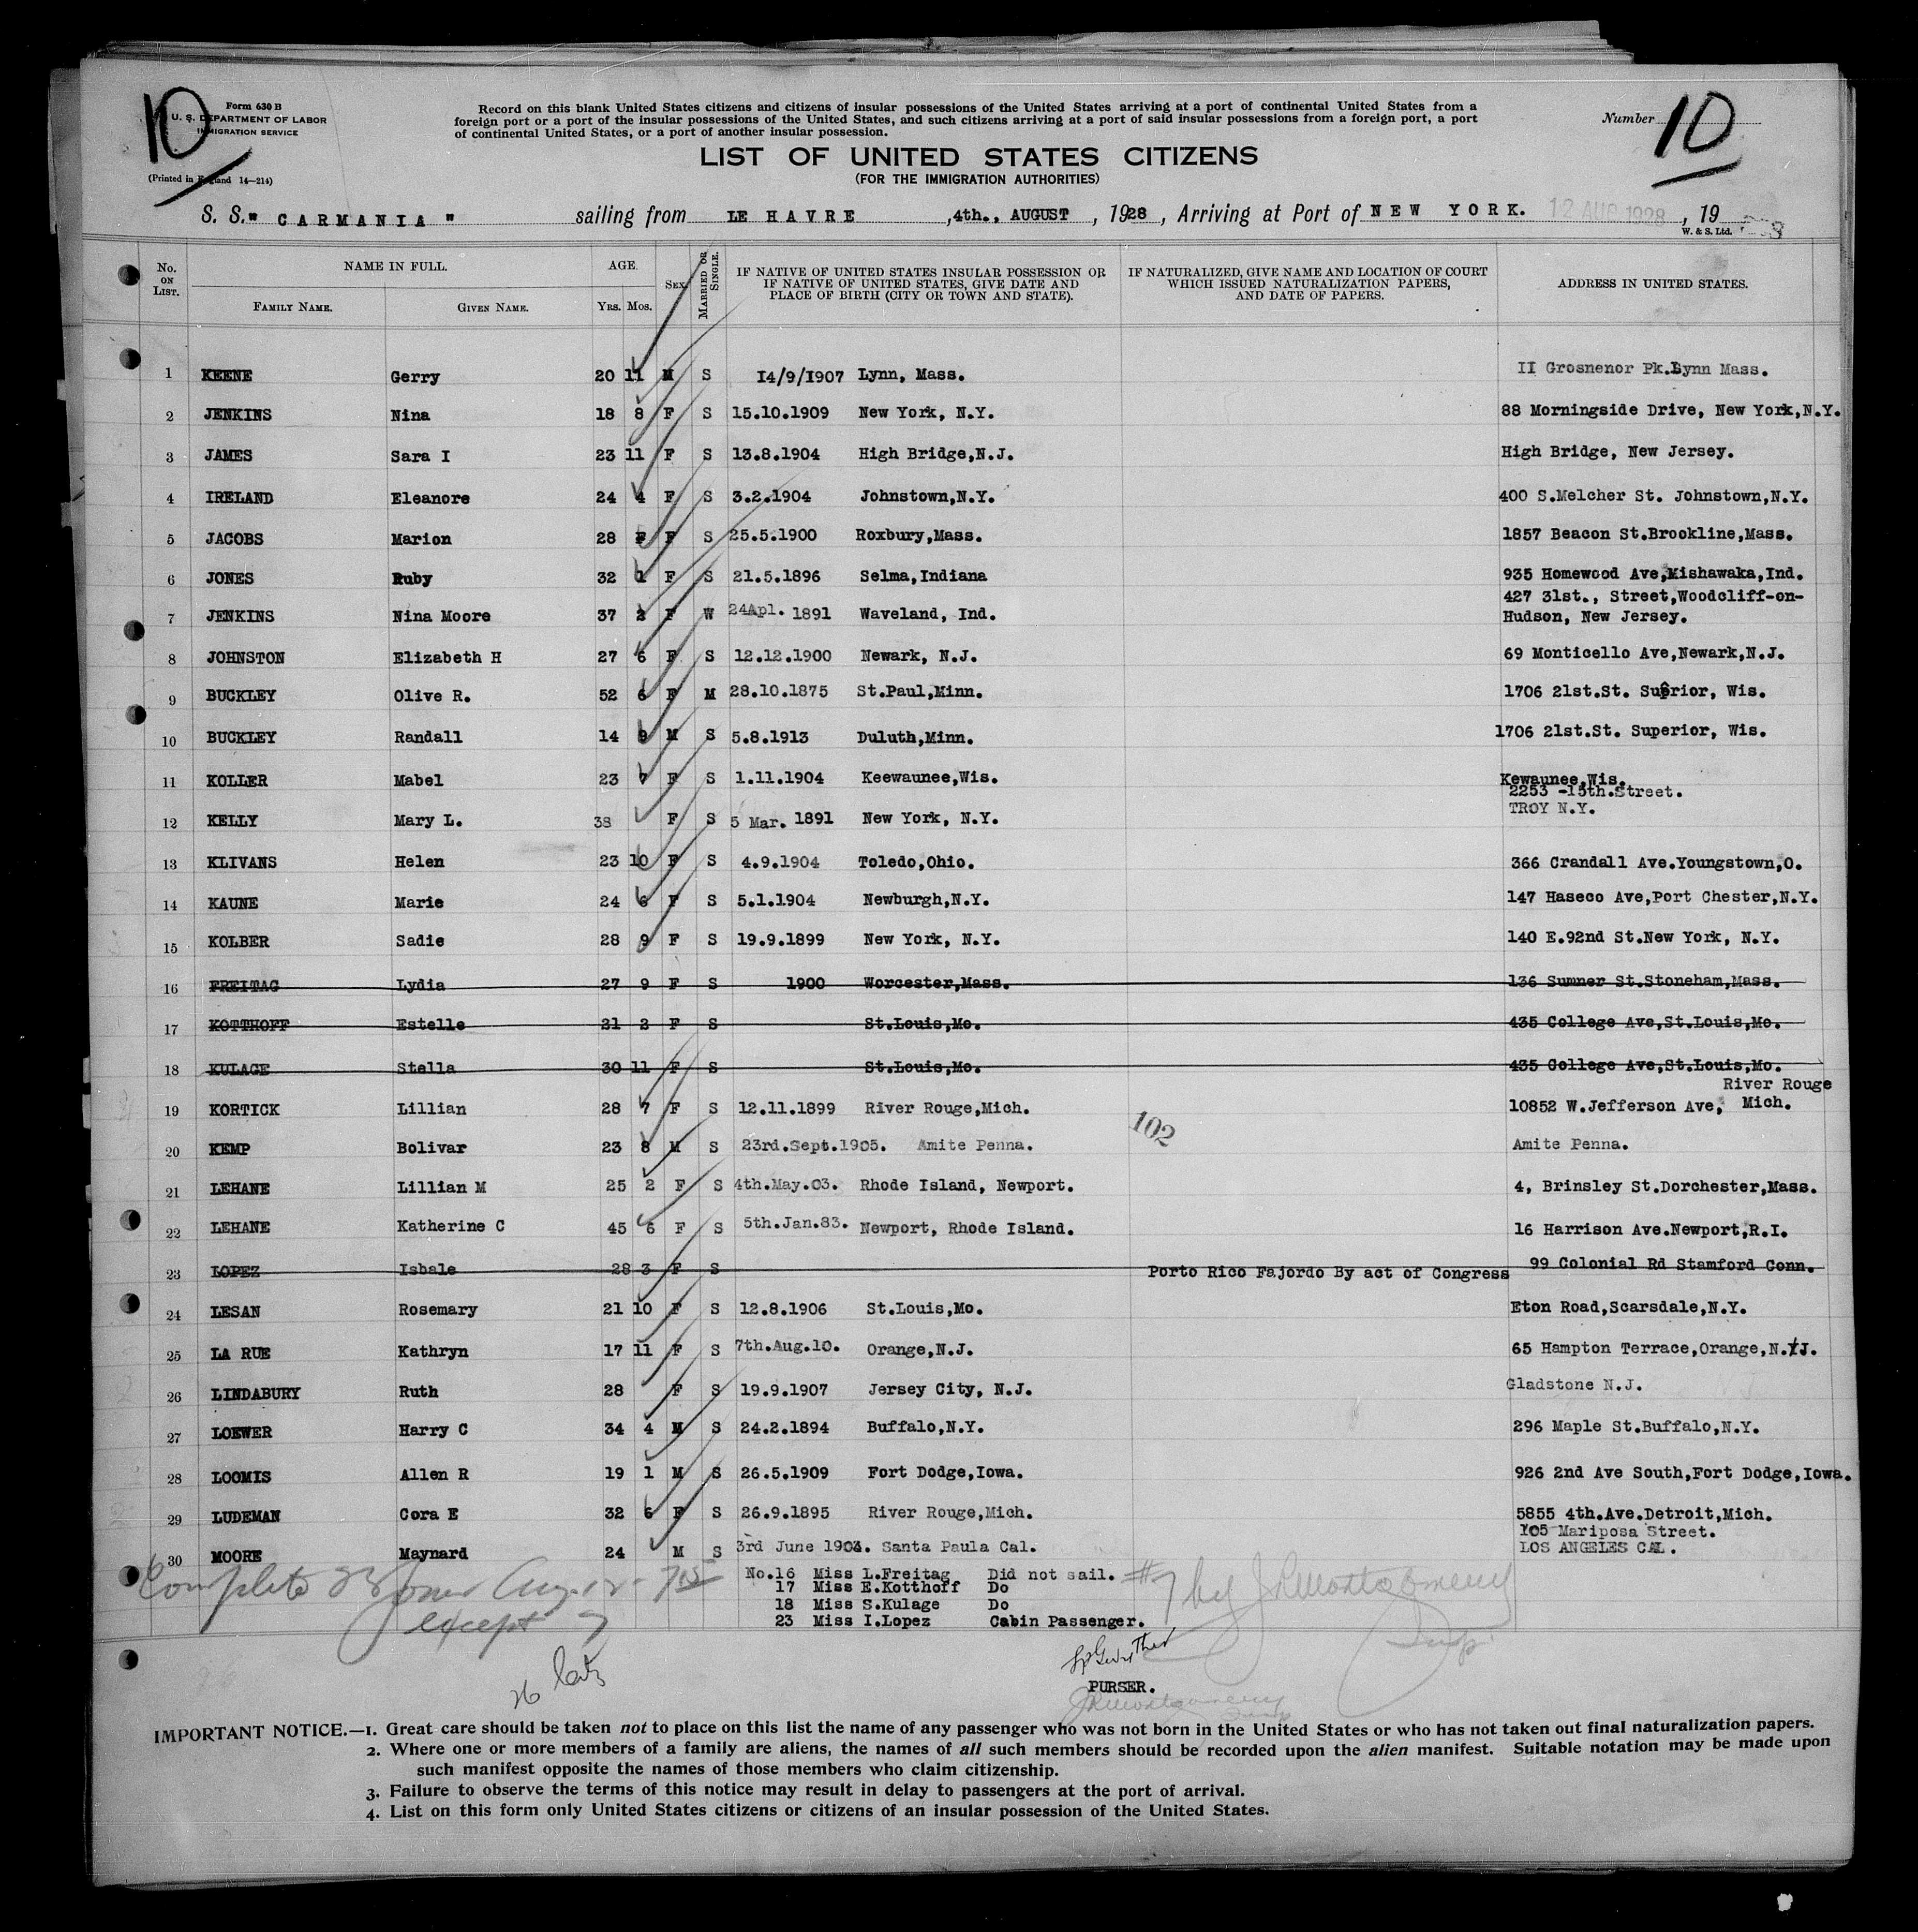 10
Form 630 B
U. S. DEPARTMENT OF LABOR
IMMIGRATION SERVICE
(Printed in England 14—214)
Record on this blank United States citizens and citizens of insular possessions of the United States arriving at a port of continental United States from a
foreign port or a port of the insular possessions of the United States, and such citizens arriving at a port of said insular possessions from a foreign port, a port
of continental United States, or a port of another insular possession.
Number 10
LIST OF UNITED STATES CITIZENS
(FOR THE IMMIGRATION AUTHORITIES)
S. S. " CARMANIA " sailing from LE HAVRE, 4th., AUGUST, 1928, Arriving at Port of NEW YORK. 12 AUG 1928, 19
W. & S. Ltd.
No. ON LIST. NAME IN FULL. FAMILY NAME. GIVEN NAME. AGE. YRS. MOS. SEX. MARRIED OR SINGLE. IF NATIVE OF UNITED STATES INSULAR POSSESSION OR IF NATIVE OF UNITED STATES, GIVE DATE AND PLACE OF BIRTH (CITY OR TOWN AND STATE). IF NATURALIZED, GIVE NAME AND LOCATION OF COURT WHICH ISSUED NATURALIZATION PAPERS, AND DATE OF PAPERS. ADDRESS IN UNITED STATES.
1 KEENE Gerry 20 11 M S 14/9/1907 Lynn, Mass. II Grosnenor Pk.Lynn Mass.
2 JENKINS Nina 18 8 F S 15.10.1909 New York, N.Y. 88 Morningside Drive, New York,N.Y.
3 JAMES Sara I 23 11 F S 13.8.1904 High Bridge,N.J. High Bridge, New Jersey.
4 IRELAND Eleanore 24 4 F S 3.2.1904 Johnstown,N.Y. 400 S.Melcher St. Johnstown,N.Y.
5 JACOBS Marion 28 F S 25.5.1900 Roxbury,Mass. 1857 Beacon St.Brookline,Mass.
6 JONES Ruby 32 1 F S 21.5.1896 Selma,Indiana 935 Homewood Ave,Mishawaka,Ind.
7 JENKINS Nina Moore 37 2 F W 24Apl. 1891 Waveland, Ind. 427 31st., Street,Woodcliff-on-
Hudson, New Jersey.
8 JOHNSTON Elizabeth H 27 6 F S 12.12.1900 Newark, N.J. 69 Monticello Ave,Newark,N.J.
9 BUCKLEY Olive R. 52 6 F M 28.10.1875 St.Paul,Minn. 1706 21st.St. Superior, Wis.
10 BUCKLEY Randall 14 9 M S 5.8.1913 Duluth,Minn. 1706 21st.St. Superior, Wis.
11 KOLLER Mabel 23 7 F S 1.11.1904 Keewaunee,Wis. Kewaunee,Wis.
2253 -15th.Street.
12 KELLY Mary L. 38 F S 5 Mar. 1891 New York, N.Y. TROY N.Y.
13 KLIVANS Helen 23 10 F S 4.9.1904 Toledo,Ohio. 366 Crandall Ave.Youngstown,O.
14 KAUNE Marie 24 6 F S 5.1.1904 Newburgh,N.Y. 147 Haseco Ave,Port Chester,N.Y.
15 KOLBER Sadie 28 9 F S 19.9.1899 New York, N.Y. 140 E.92nd St.New York, N.Y.
16 FREITAG Lydia 27 9 F S 1900 Worcester,Mass. 136 Sumner St.Stoneham,Mass.
17 KOTTHOFF Estelle 21 2 F S St.Louis,Mo. 435 College Ave,St.Louis,Mo.
18 KULAGE Stella 30 11 F S St.Louis,Mo. 435 College Ave,St.Louis,Mo.
River Rouge
19 KORTICK Lillian 28 7 F S 12.11.1899 River Rouge,Mich. 10852 W.Jefferson Ave, Mich.
102
20 KEMP Bolivar 23 8 M S 23rd.Sept.1905. Amite Penna. Amite Penna.
21 LEHANE Lillian M 25 2 F S 4th.May.03. Rhode Island, Newport. 4, Brinsley St.Dorchester,Mass.
22 LEHANE Katherine C 45 6 F S 5th.Jan.83. Newport, Rhode Island. 16 Harrison Ave.Newport,R.I.
23 LOPEZ Isbale 28 3 F S Porto Rico Fajordo By act of Congress 99 Colonial Rd Stamford Conn.
24 LESAN Rosemary 21 10 F S 12.8.1906 St.Louis,Mo. Eton Road,Scarsdale,N.Y.
25 LA RUE Kathryn 17 11 F S 7th.Aug.10. Orange,N.J. 65 Hampton Terrace,Orange,N.J.
26 LINDABURY Ruth 28 F S 19.9.1907 Jersey City, N.J. Gladstone N.J.
27 LOEWER Harry C 34 4 M S 24.2.1894 Buffalo,N.Y. 296 Maple St.Buffalo,N.Y.
28 LOOMIS Allen R 19 1 M S 26.5.1909 Fort Dodge,Iowa. 926 2nd Ave South,Fort Dodge,Iowa.
29 LUDEMAN Cora E 32 6 F S 26.9.1895 River Rouge,Mich. 5855 4th.Ave.Detroit,Mich.
105 Mariposa Street.
30 MOORE Maynard 24 M S 3rd June 1904. Santa Paula Cal. LOS ANGELES CAL.
No.16 Miss L.Freitag Did not sail.
17 Miss E.Kotthoff Do
18 Miss S.Kulage Do
23 Miss I.Lopez Cabin Passenger.
Complete
except 7
#7 by J R Montgomery
Insp.
26
PURSER.
J R Montgomery
Insp
IMPORTANT NOTICE.—1. Great care should be taken not to place on this list the name of any passenger who was not born in the United States or who has not taken out final naturalization papers.
2. Where one or more members of a family are aliens, the names of all such members should be recorded upon the alien manifest. Suitable notation may be made upon
such manifest opposite the names of those members who claim citizenship.
3. Failure to observe the terms of this notice may result in delay to passengers at the port of arrival.
4. List on this form only United States citizens or citizens of an insular possession of the United States.